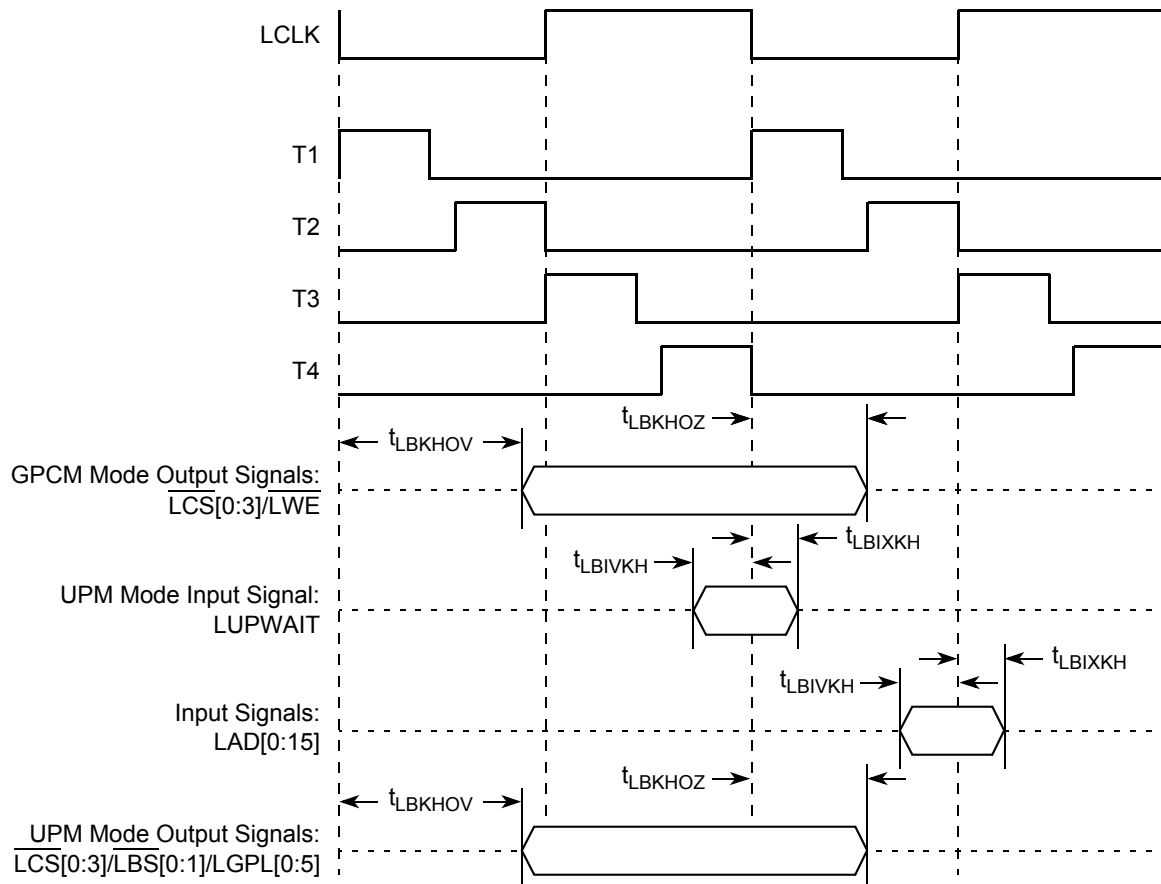 LCLK
T1
T2
T3
T4
tLBKHOZ
tLBKHOV
GPCM Mode Output Signals:
LCS[0:3]/LWE
tLBIXKH
tLBIVKH
UPM Mode Input Signal:
LUPWAIT
tLBIXKH
tLBIVKH
Input Signals:
LAD[0:15]
tLBKHOZ
tLBKHOV
UPM Mode Output Signals:
LCS[0:3]/LBS[0:1]/LGPL[0:5]